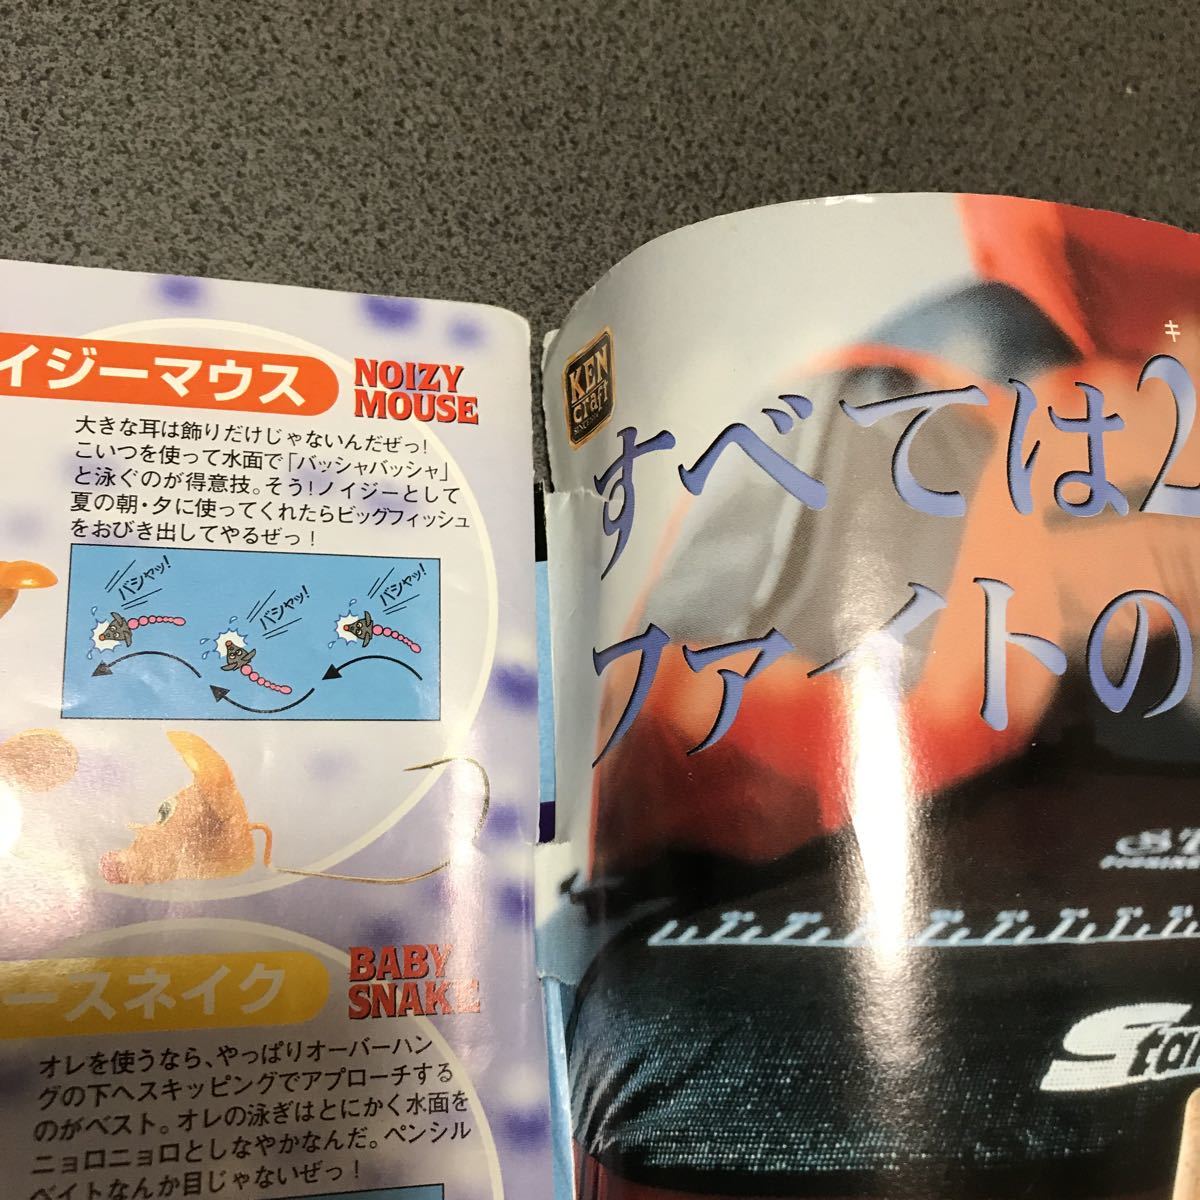 イジーマウス
NOIZY
MOUSE
大きな耳は飾りだけじゃないんだぜっ!
こいつを使って水面で「バッシャバッシャ」
と泳ぐのが得意技。そう!ノイジーとして
夏の朝・夕に使ってくれたらビッグフィッシュ
をおびき出してやるぜっ!
バシャッ!
バシャッ!
バシャッ!
ースネイク
BABY
SNAKE
オレを使うなら、やっぱりオーバーハン
グの下へスキッピングでアプローチする
のがベスト。オレの泳ぎはとにかく水面を
ニョロニョロとしなやかなんだ。ペンシル
ベイトなんか目じゃないぜっ!
KEN
craft
キ
すべては2
ファイトの
Star